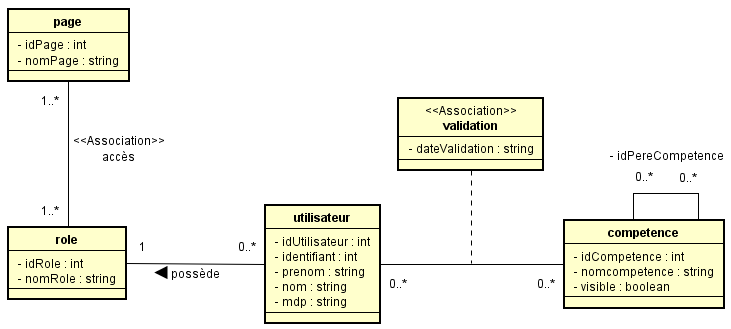 page
- idPage : int
- nomPage : string
1..*
<<Association>>
accès
1..*
role
- idRole : int
- nomRole : string
1
possède
0..*
utilisateur
- idUtilisateur : int
- identifiant : int
- prenom : string
- nom : string
- mdp : string
<<Association>>
validation
- dateValidation : string
0..*
0..*
- idPereCompetence
0..*
0..*
competence
- idCompetence : int
- nomcompetence : string
- visible : boolean